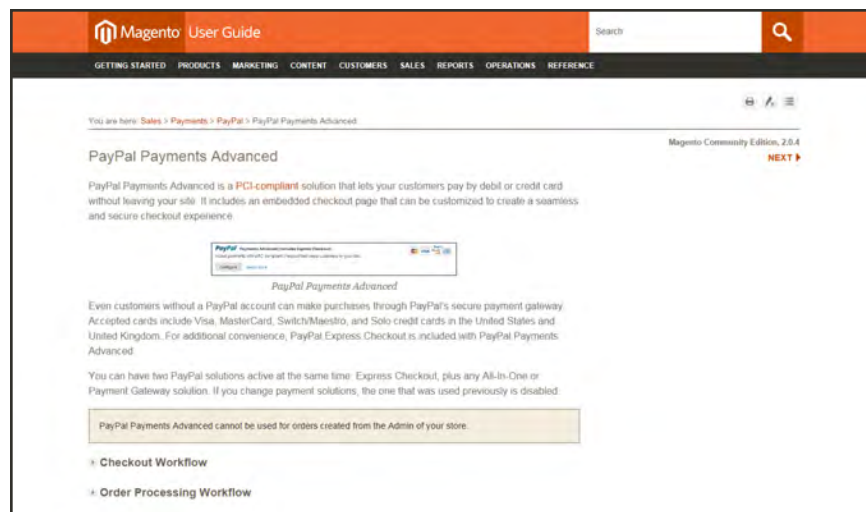 Magento User Guide
Search
GETTING STARTED PRODUCTS MARKETING CONTENT CUSTOMERS SALES REPORTS OPERATIONS REFERENCE
You are here: Sales > Payments > PayPal > PayPal Payments Advanced
Magento Community Edition, 2.0.4
NEXT
PayPal Payments Advanced
PayPal Payments Advanced is a PCI-compliant solution that lets your customers pay by debit or credit card
without leaving your site. It includes an embedded checkout page that can be customized to create a seamless
and secure checkout experience.
PayPal Payments Advanced (Includes Express Checkout)
Configure
PayPal Payments Advanced
Even customers without a PayPal account can make purchases through PayPal's secure payment gateway.
Accepted cards include Visa, MasterCard, Switch/Maestro, and Solo credit cards in the United States and
United Kingdom. For additional convenience, PayPal Express Checkout is included with PayPal Payments
Advanced.
You can have two PayPal solutions active at the same time: Express Checkout, plus any All-In-One or
Payment Gateway solution. If you change payment solutions, the one that was used previously is disabled.
PayPal Payments Advanced cannot be used for orders created from the Admin of your store.
Checkout Workflow
Order Processing Workflow